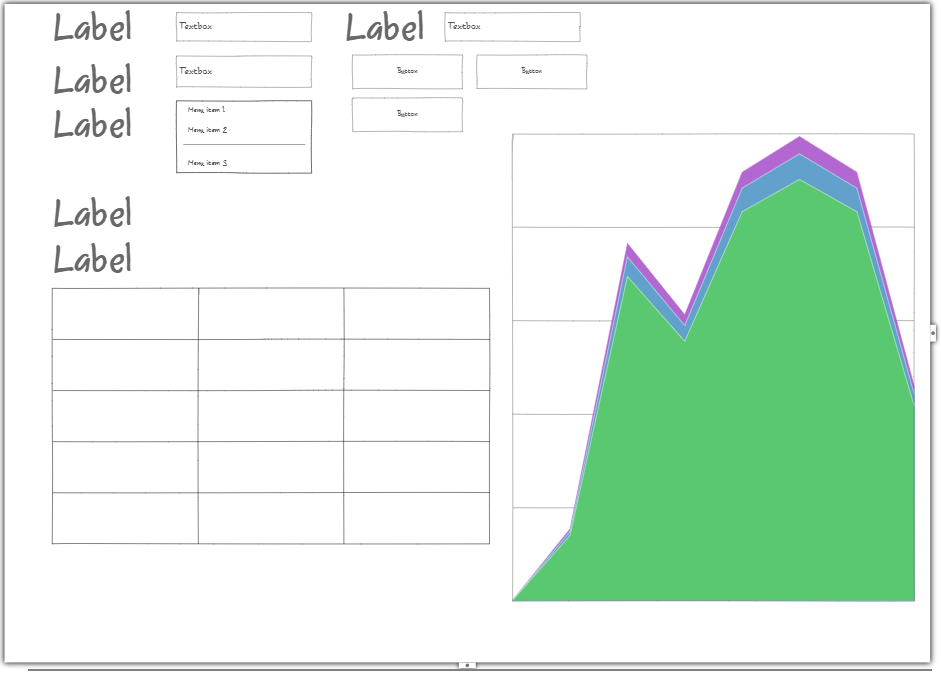 Label Textbox Label Textbox
Label Textbox Button Button
Label Menu item 1 Button
Menu item 2
Menu item 3
Label
Label